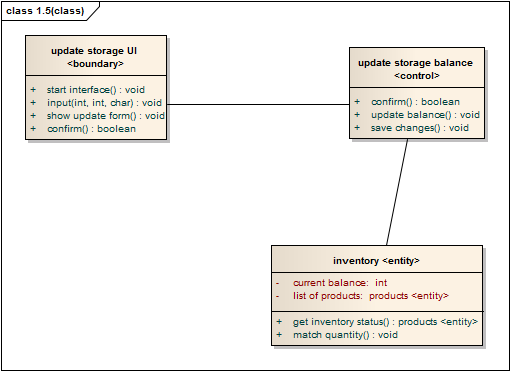 class 1.5(class)
update storage UI
<boundary>
+ start interface() : void
+ input(int, int, char) : void
+ show update form() : void
+ confirm() : boolean
update storage balance
<control>
+ confirm() : boolean
+ update balance() : void
+ save changes() : void
inventory <entity>
- current balance: int
- list of products: products <entity>
+ get inventory status() : products <entity>
+ match quantity() : void